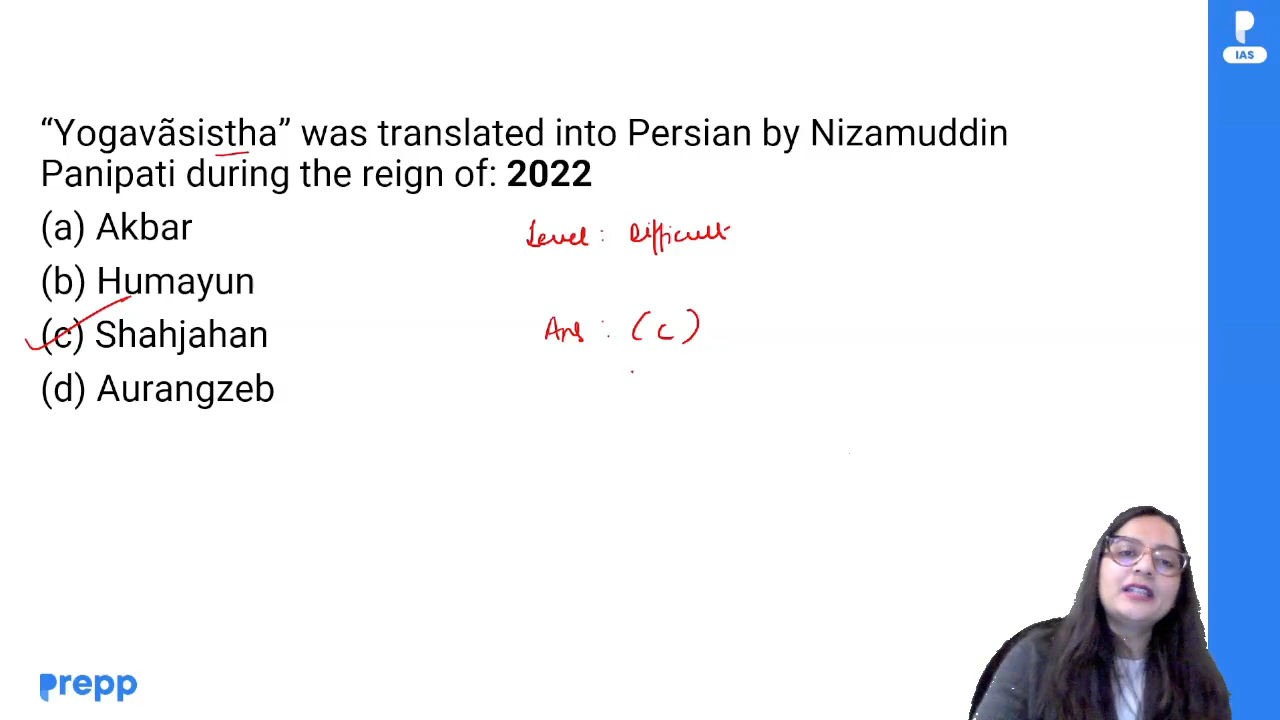 IAS
“Yogavãsistha” was translated into Persian by Nizamuddin
Panipati during the reign of: 2022
(a) Akbar
Level : Difficult
(b) Humayun
(c) Shahjahan
Ans : (c)
(d) Aurangzeb
prepp